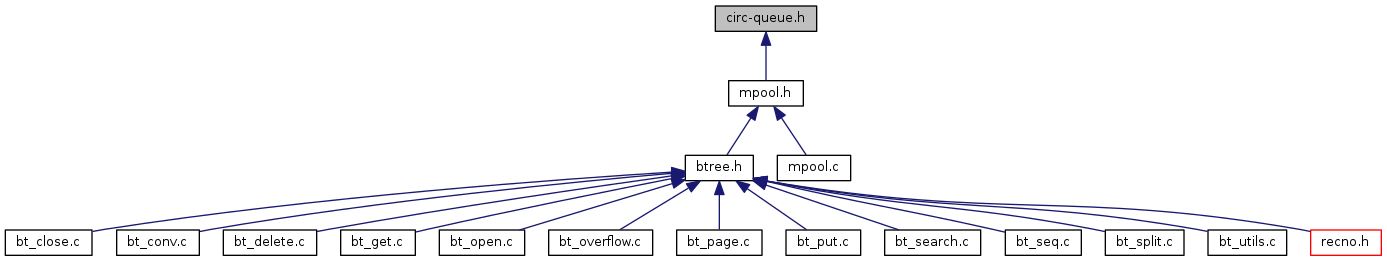 circ-queue.h
mpool.h
btree.h
mpool.c
bt_close.c
bt_conv.c
bt_delete.c
bt_get.c
bt_open.c
bt_overflow.c
bt_page.c
bt_put.c
bt_search.c
bt_seq.c
bt_split.c
bt_utils.c
recno.h